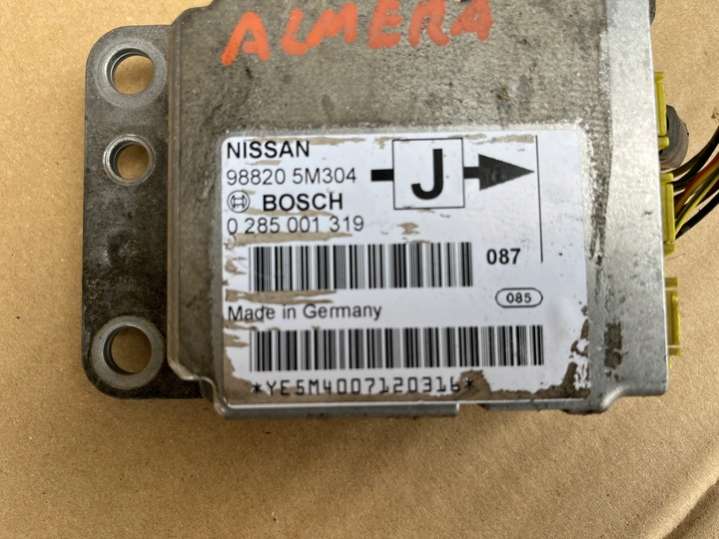 ALMERA
NISSAN
98820 5M304
J
BOSCH
0 285 001 319
087
085
Made in Germany
*YE5M4007120316*